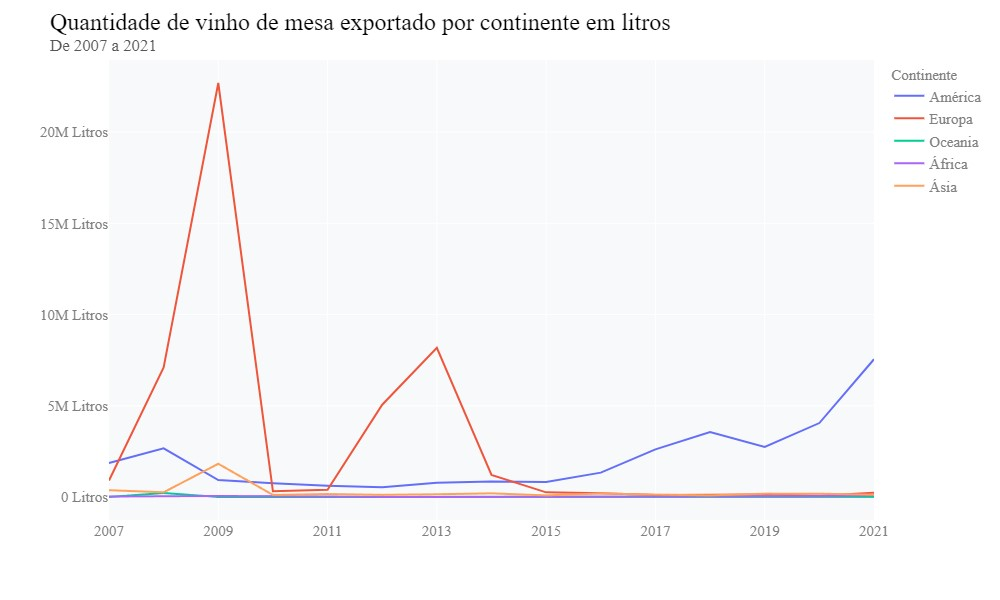 Quantidade de vinho de mesa exportado por continente em litros
De 2007 a 2021
Continente
América
Europa
Oceania
África
Ásia
20M Litros
15M Litros
10M Litros
5M Litros
0 Litros
2007 2009 2011 2013 2015 2017 2019 2021